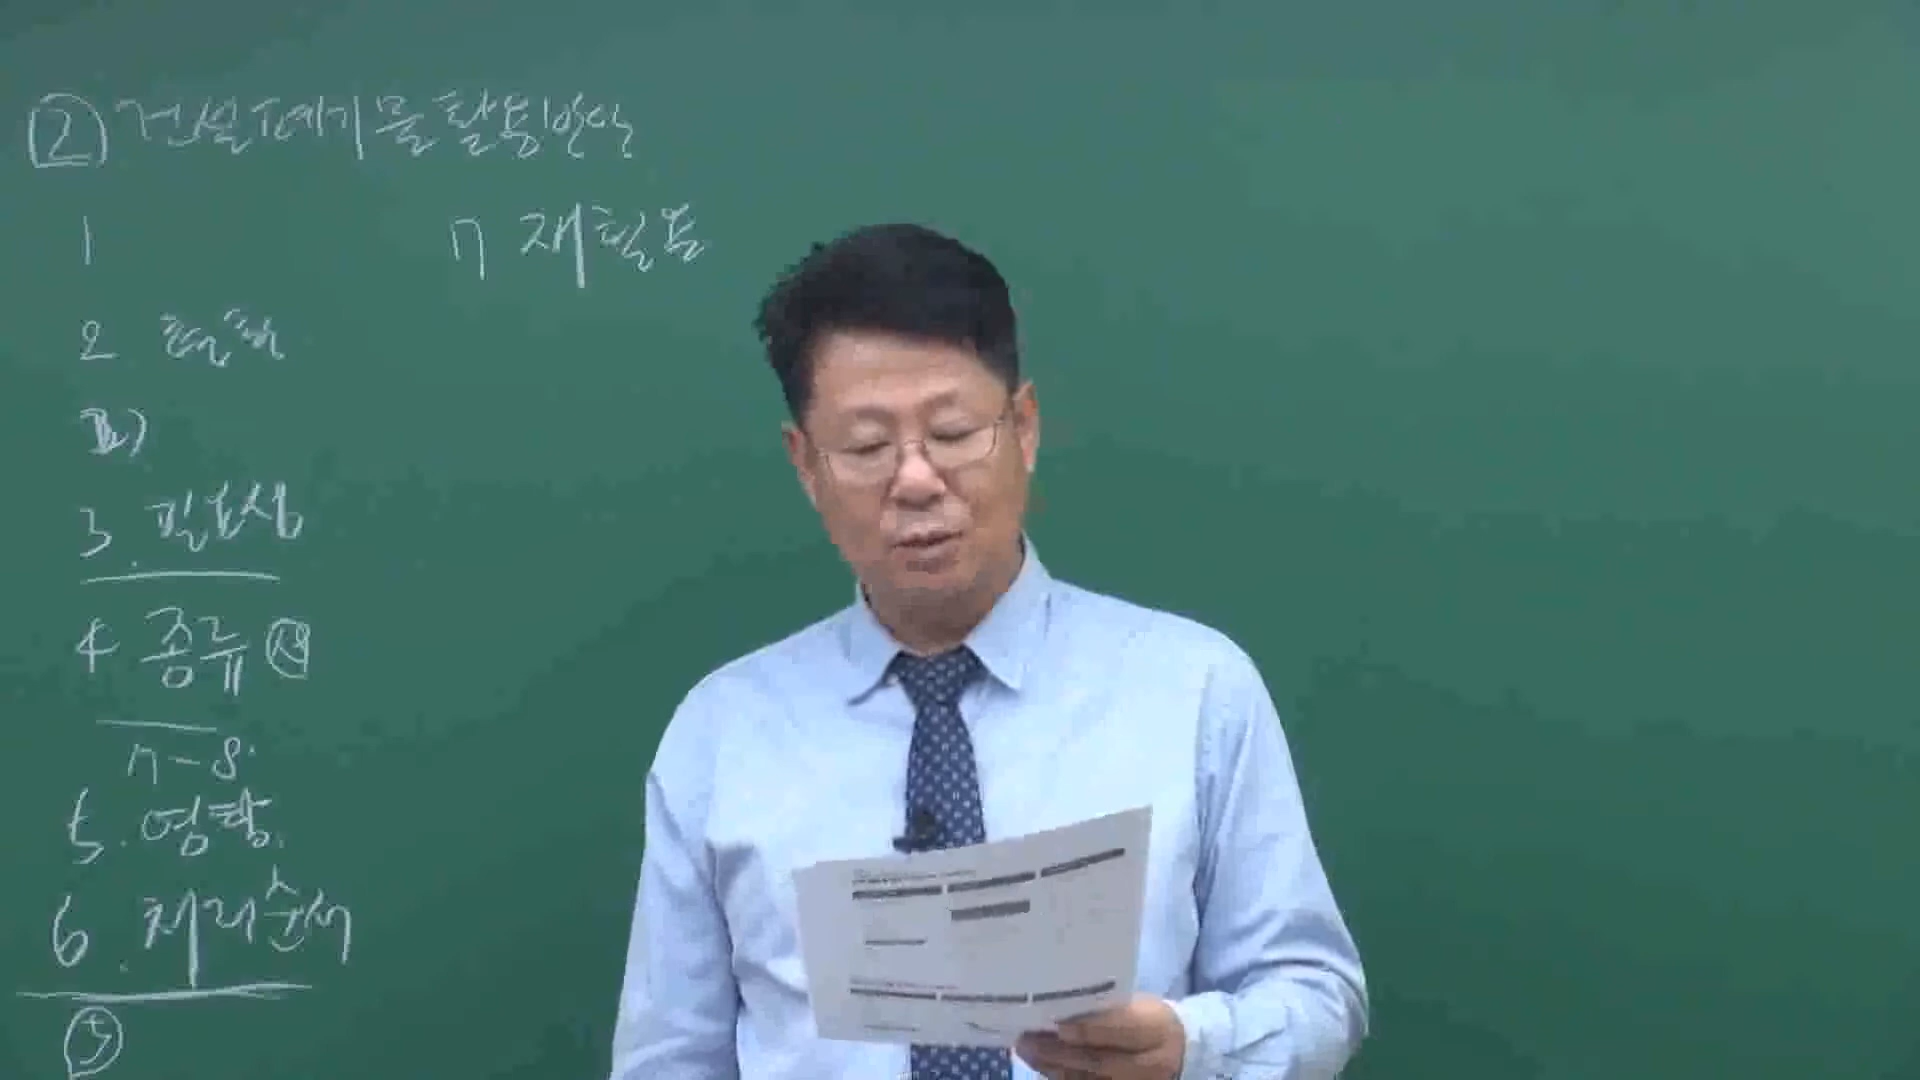 ② 건설폐기물 활용방안
1
2 현황
Ⅱ)
3. 필요성
4 종류
7-8
5. 영향
6. 처리순서
7 재활용